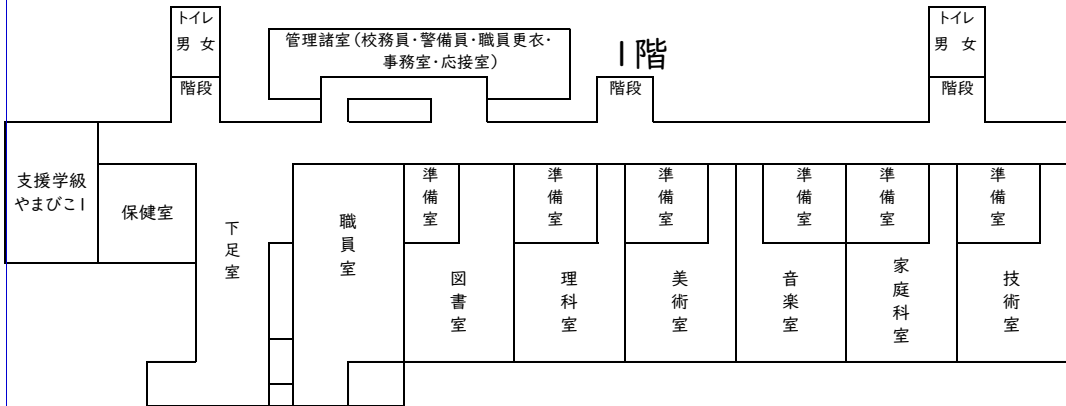 トイレ
男 女
階段
管理諸室(校務員・警備員・職員更衣・
事務室・応接室)
1階
階段
トイレ
男 女
階段
支援学級
やまびこ1
保健室
下足室
職員室
準備室
図書室
準備室
理科室
準備室
美術室
準備室
音楽室
準備室
家庭科室
準備室
技術室